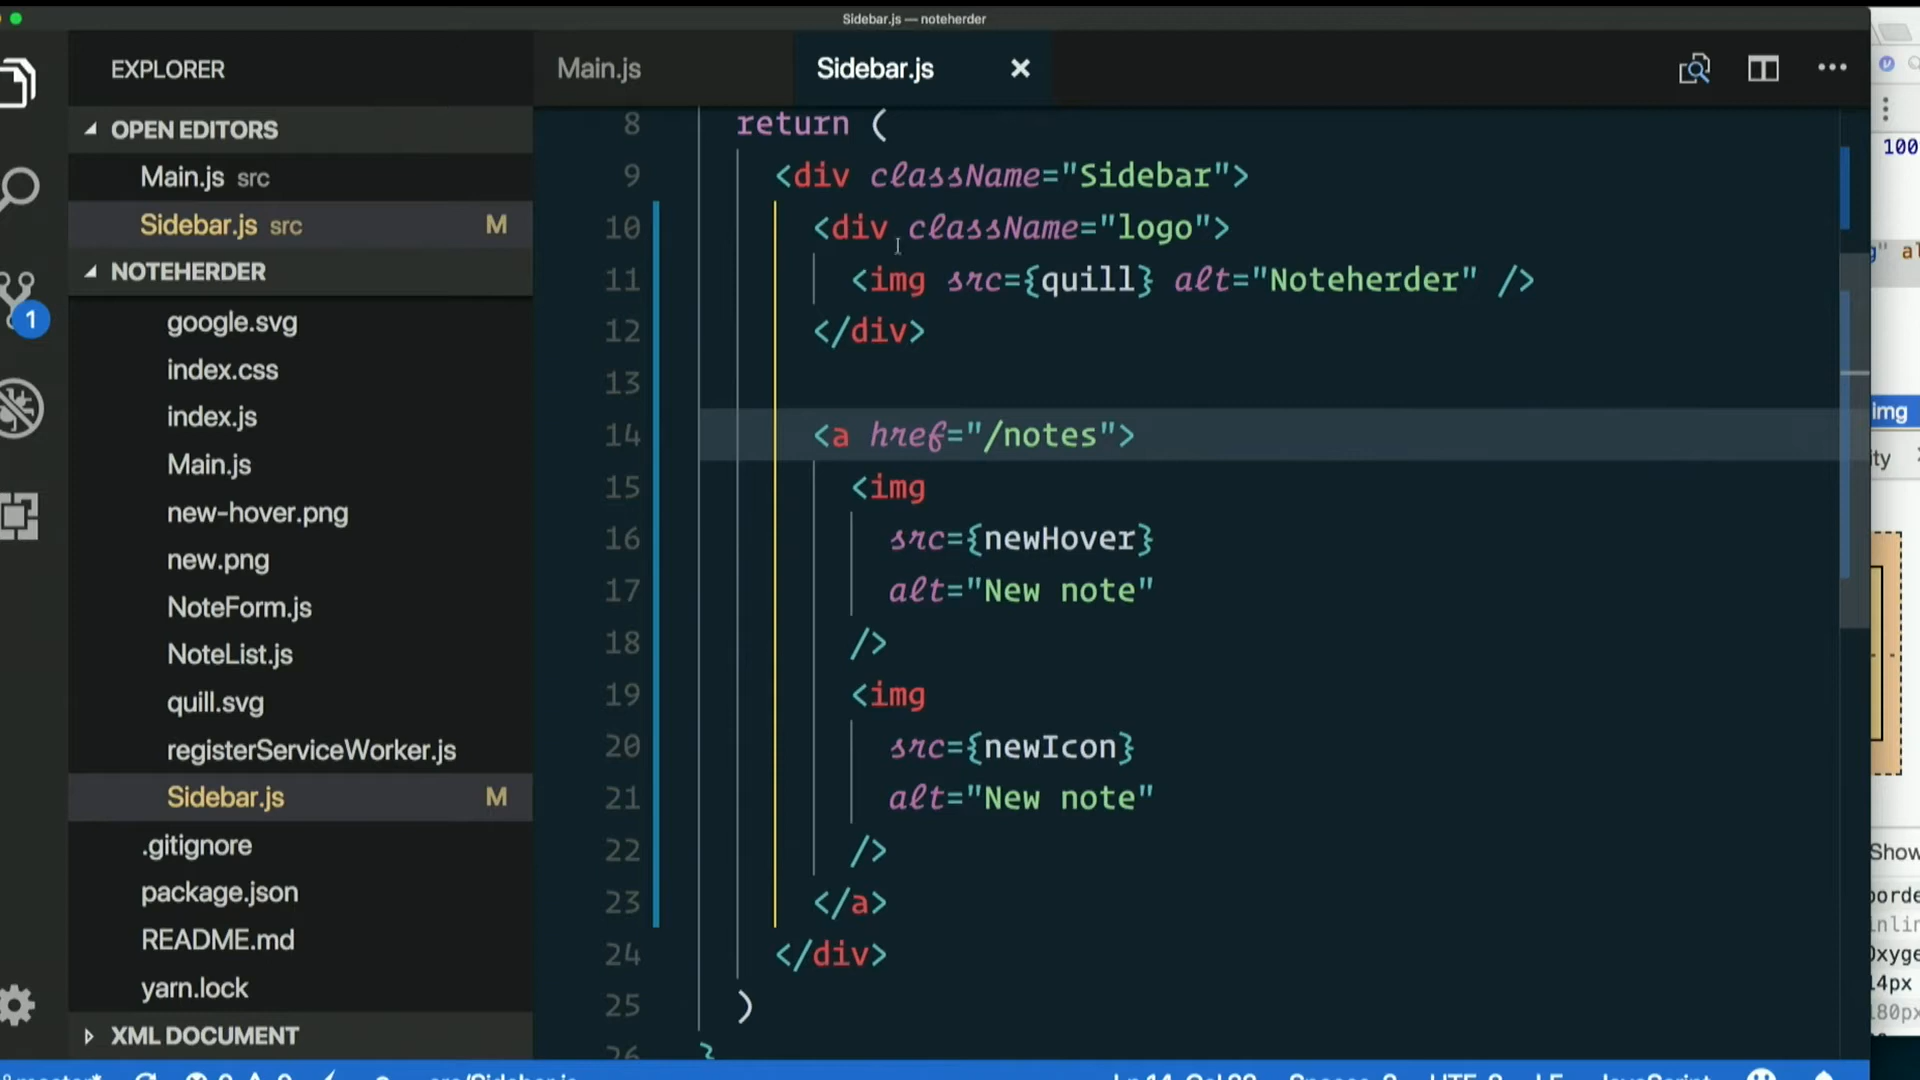 Sidebar.js — noteherder
EXPLORER
OPEN EDITORS
Main.js src
Sidebar.js src M
NOTEHERDER
google.svg
index.css
index.js
Main.js
new-hover.png
new.png
NoteForm.js
NoteList.js
quill.svg
registerServiceWorker.js
Sidebar.js M
.gitignore
package.json
README.md
yarn.lock
XML DOCUMENT
1
Main.js
Sidebar.js
8 return (
9 <div className="Sidebar">
10 <div className="logo">
11 <img src={quill} alt="Noteherder" />
12 </div>
13
14 <a href="/notes">
15 <img
16 src={newHover}
17 alt="New note"
18 />
19 <img
20 src={newIcon}
21 alt="New note"
22 />
23 </a>
24 </div>
25 )
26 }
100
img
ity
Show
4px